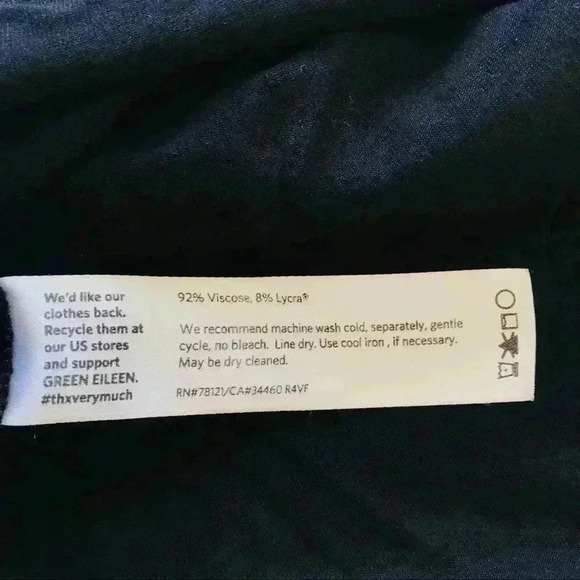 We'd like our
clothes back.
Recycle them at
our US stores
and support
GREEN EILEEN.
#thxverymuch
92% Viscose, 8% Lycra®
We recommend machine wash cold, separately, gentle
cycle, no bleach. Line dry. Use cool iron , if necessary.
May be dry cleaned.
RN#78121/CA#34460 R4VF